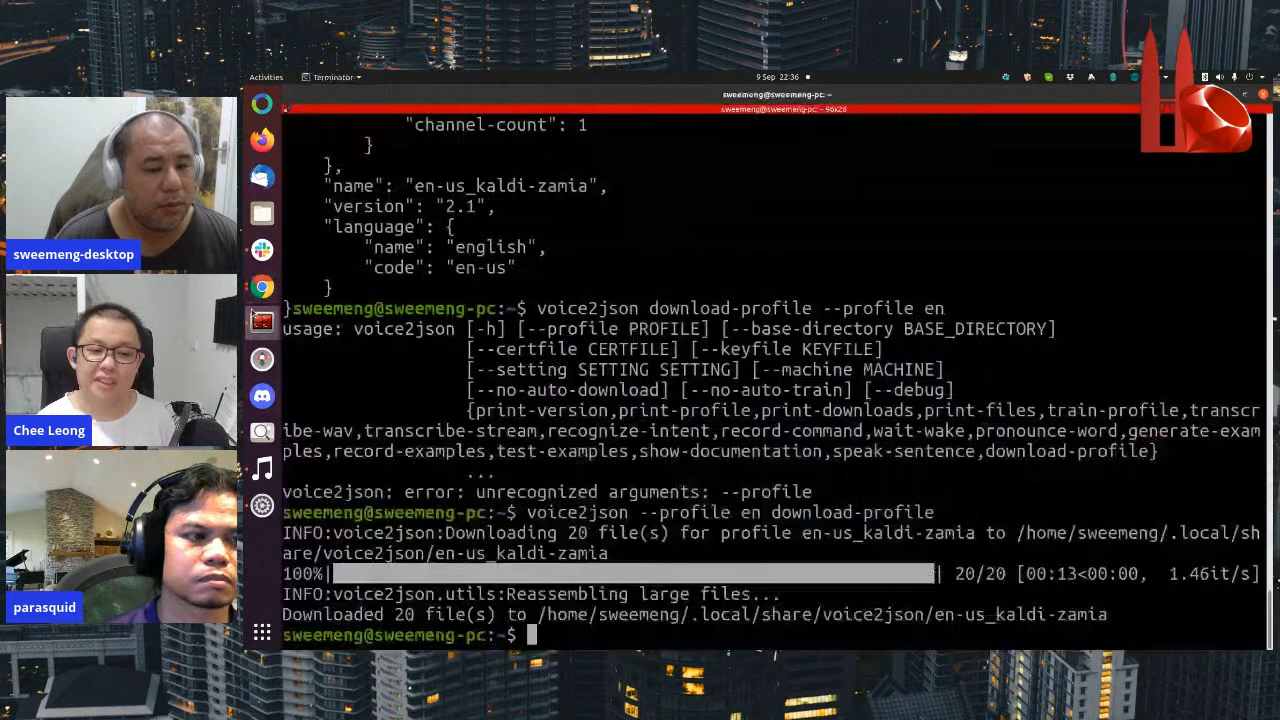 Activities
Terminator
9 Sep 22:36
sweemeng@sweemeng-pc: ~
sweemeng@sweemeng-pc: ~ 96x26
"channel-count": 1
}
},
"name": "en-us_kaldi-zamia",
"version": "2.1",
"language": {
"name": "english",
"code": "en-us"
}
}sweemeng@sweemeng-pc:~$ voice2json download-profile --profile en
usage: voice2json [-h] [--profile PROFILE] [--base-directory BASE_DIRECTORY]
[--certfile CERTFILE] [--keyfile KEYFILE]
[--setting SETTING SETTING] [--machine MACHINE]
[--no-auto-download] [--no-auto-train] [--debug]
{print-version,print-profile,print-downloads,print-files,train-profile,transcr
ibe-wav,transcribe-stream,recognize-intent,record-command,wait-wake,pronounce-word,generate-exam
ples,record-examples,test-examples,show-documentation,speak-sentence,download-profile}
...
voice2json: error: unrecognized arguments: --profile
sweemeng@sweemeng-pc:~$ voice2json --profile en download-profile
INFO:voice2json:Downloading 20 file(s) for profile en-us_kaldi-zamia to /home/sweemeng/.local/sh
are/voice2json/en-us_kaldi-zamia
100%| | 20/20 [00:13<00:00, 1.46it/s]
INFO:voice2json.utils:Reassembling large files...
Downloaded 20 file(s) to /home/sweemeng/.local/share/voice2json/en-us_kaldi-zamia
sweemeng@sweemeng-pc:~$
sweemeng-desktop
Chee Leong
parasquid